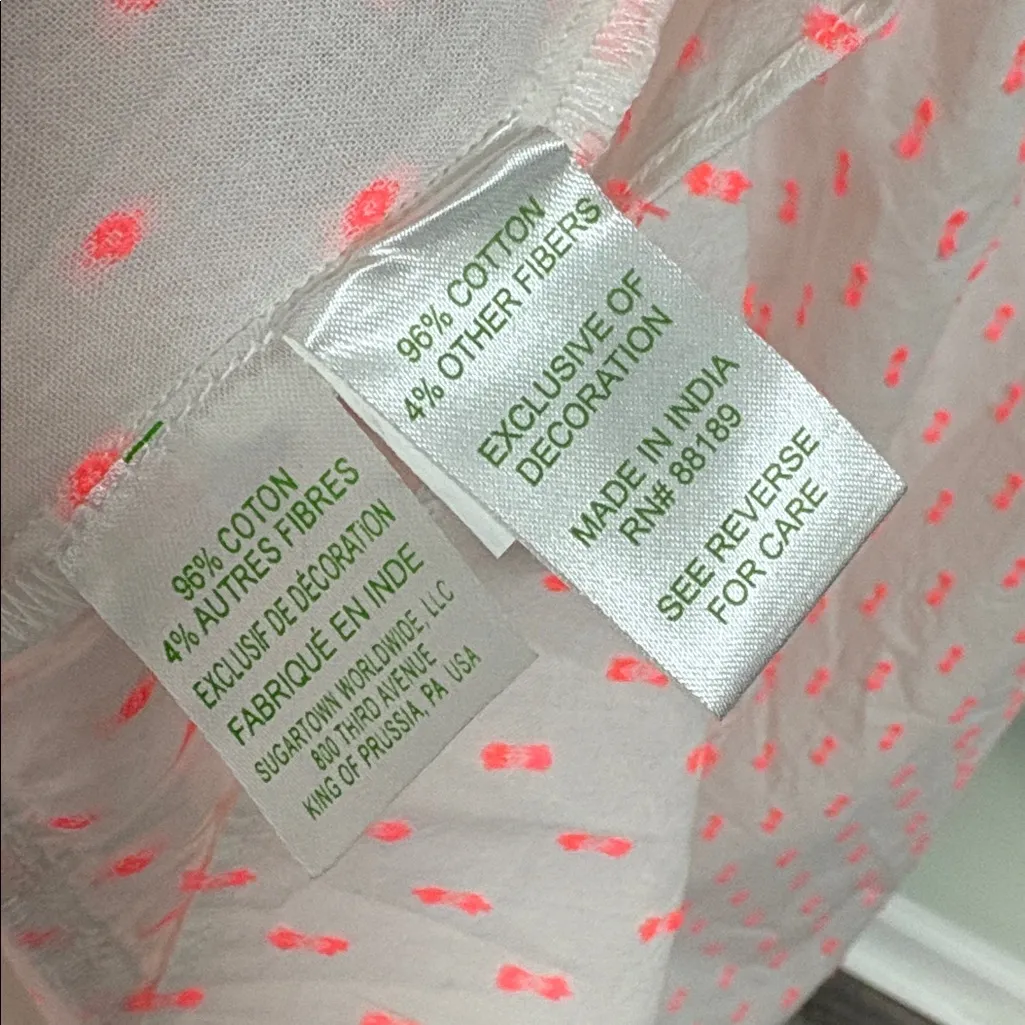 96% COTTON
4% OTHER FIBERS
EXCLUSIVE OF
DECORATION
MADE IN INDIA
RN# 88189
SEE REVERSE
FOR CARE
96% COTON
4% AUTRES FIBRES
EXCLUSIF DE DÉCORATION
FABRIQUÉ EN INDE
SUGARTOWN WORLDWIDE, LLC
800 THIRD AVENUE
KING OF PRUSSIA, PA USA